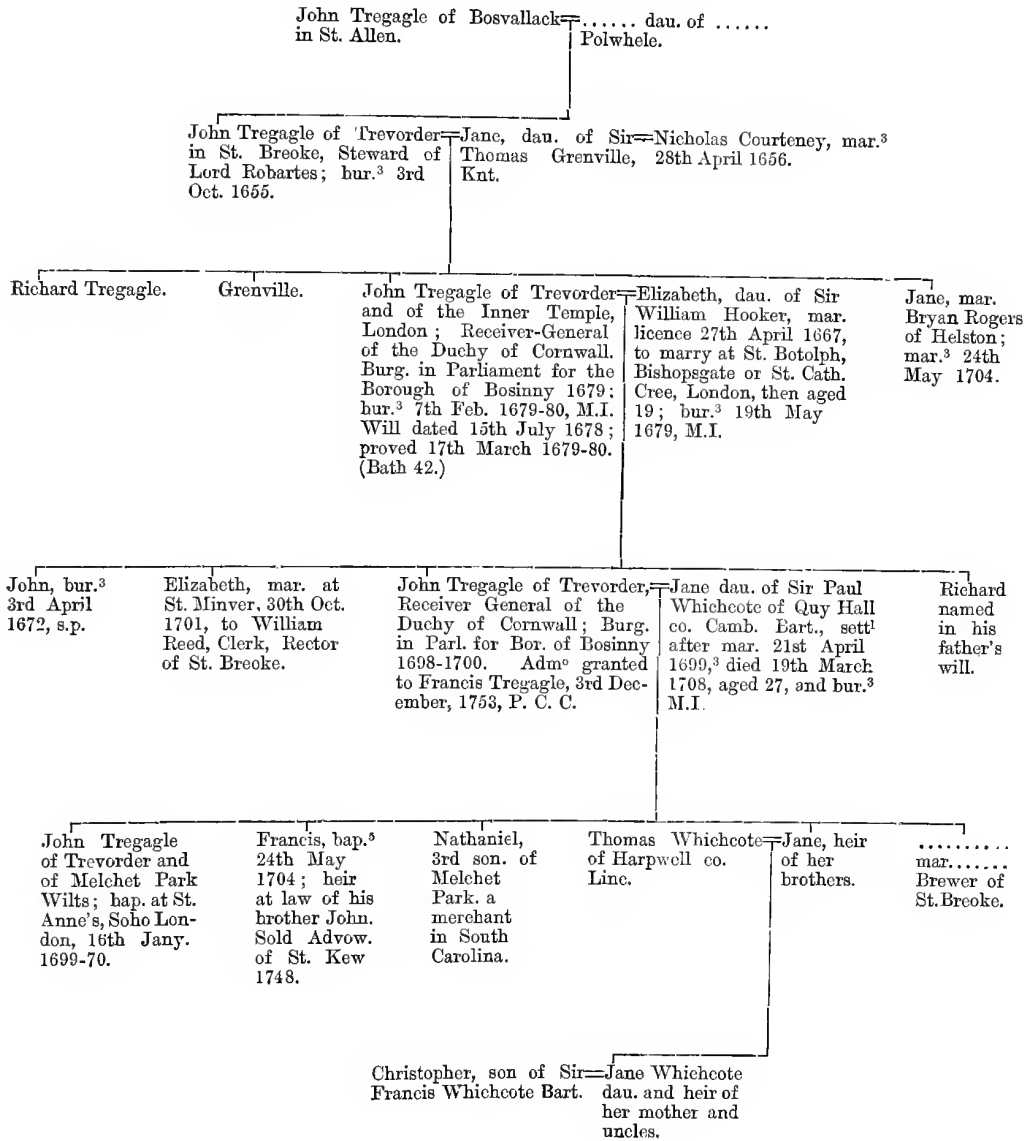 John Tregagle of Bosvallack=...... dau. of ......
in St. Allen. Polwhele.
John Tregagle of Trevorder=Jane, dau. of Sir=Nicholas Courteney, mar.³
in St. Breoke, Steward of Thomas Grenville, 28th April 1656.
Lord Robartes; bur.³ 3rd Knt.
Oct. 1655.
Richard Tregagle.
Grenville.
John Tregagle of Trevorder=
and of the Inner Temple,
London; Receiver-General
of the Duchy of Cornwall.
Burg. in Parliament for the
Borough of Bosinny 1679;
bur.³ 7th Feb. 1679-80, M.I.
Will dated 15th July 1678;
proved 17th March 1679-80.
(Bath 42.)
Elizabeth, dau. of Sir
William Hooker, mar.
licence 27th April 1667,
to marry at St. Botolph,
Bishopsgate or St. Cath.
Cree, London, then aged
19; bur.³ 19th May
1679, M.I.
Jane, mar.
Bryan Rogers
of Helston;
mar.³ 24th
May 1704.
John, bur.³
3rd April
1672, s.p.
Elizabeth, mar. at
St. Minver, 30th Oct.
1701, to William
Reed, Clerk, Rector
of St. Breoke.
John Tregagle of Trevorder,=
Receiver General of the
Duchy of Cornwall; Burg.
in Parl. for Bor. of Bosinny
1698-1700. Admº granted
to Francis Tregagle, 3rd Dec-
ember, 1753, P. C. C.
Jane dau. of Sir Paul
Whichcote of Quy Hall
co. Camb. Bart., sett¹
after mar. 21st April
1699,³ died 19th March
1708, aged 27, and bur.³
M.I.
Richard
named
in his
father's
will.
John Tregagle
of Trevorder and
of Melchet Park
Wilts; bap. at St.
Anne's, Soho Lon-
don, 16th Jany.
1699-70.
Francis, bap.⁵
24th May
1704; heir
at law of his
brother John.
Sold Advow.
of St. Kew
1748.
Nathaniel,
3rd son. of
Melchet
Park. a
merchant
in South
Carolina.
Thomas Whichcote=
of Harpwell co.
Linc.
Jane, heir
of her
brothers.
..........
mar.......
Brewer of
St. Breoke.
Christopher, son of Sir=
Francis Whichcote Bart.
Jane Whichcote
dau. and heir of
her mother and
uncles.